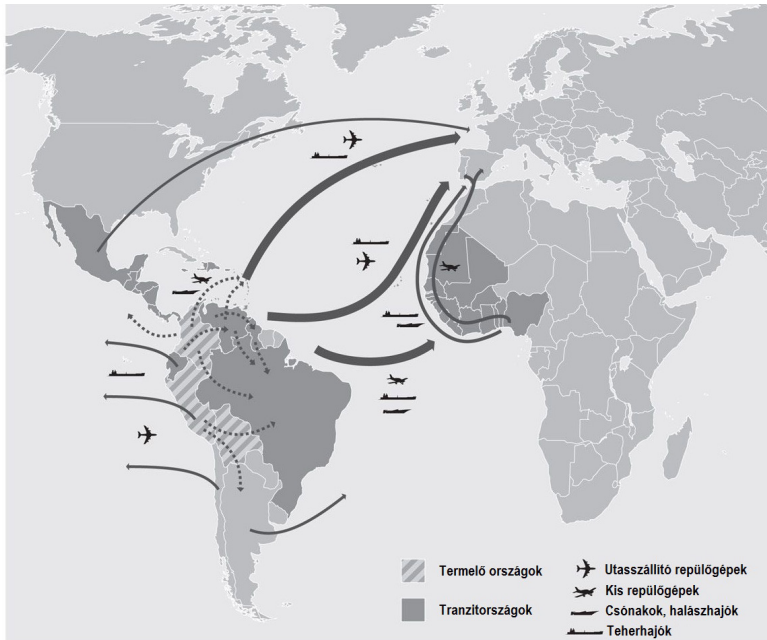 Termelő országok
Tranzitországok
Utasszállító repülőgépek
Kis repülőgépek
Csónakok, halászhajók
Teherhajók